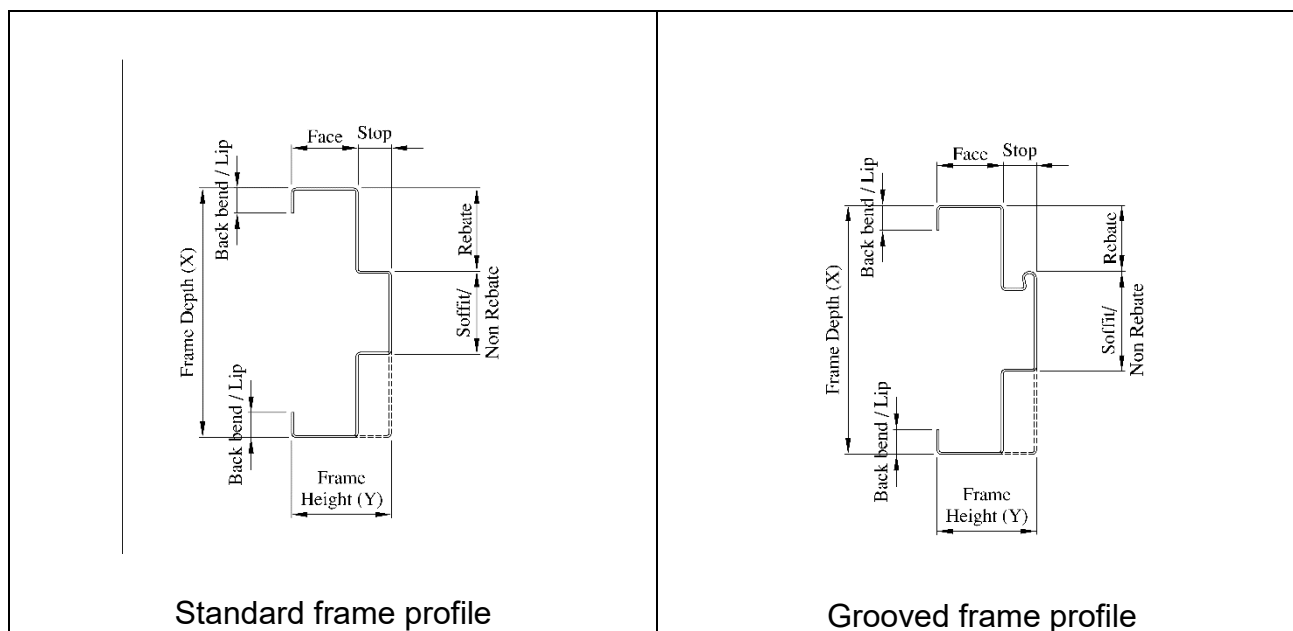 Face Stop
Back bend / Lip
Frame Depth (X)
Rebate
Soffit/
Non Rebate
Back bend / Lip
Frame
Height (Y)
Standard frame profile
Face Stop
Back bend / Lip
Frame Depth (X)
Rebate
Soffit/
Non Rebate
Back bend / Lip
Frame
Height (Y)
Grooved frame profile